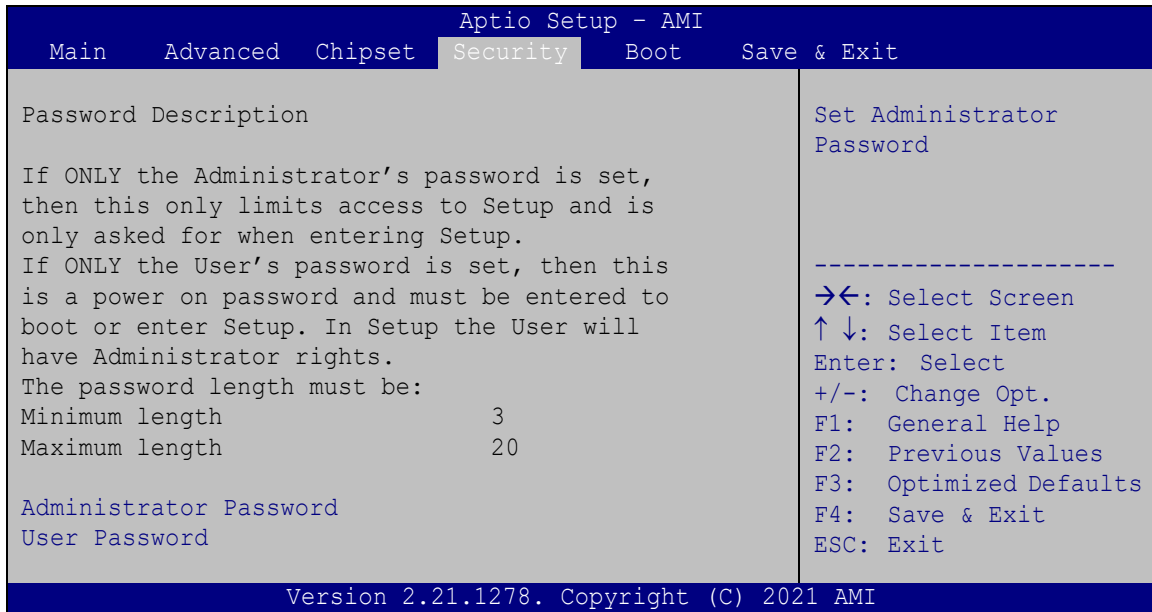 Aptio Setup – AMI
Main Advanced Chipset Security Boot Save & Exit
Password Description
If ONLY the Administrator’s password is set,
then this only limits access to Setup and is
only asked for when entering Setup.
If ONLY the User’s password is set, then this
is a power on password and must be entered to
boot or enter Setup. In Setup the User will
have Administrator rights.
The password length must be:
Minimum length 3
Maximum length 20
Administrator Password
User Password
Set Administrator
Password
---------------------
→←: Select Screen
↑ ↓: Select Item
Enter: Select
+/-: Change Opt.
F1: General Help
F2: Previous Values
F3: Optimized Defaults
F4: Save & Exit
ESC: Exit
Version 2.21.1278. Copyright (C) 2021 AMI